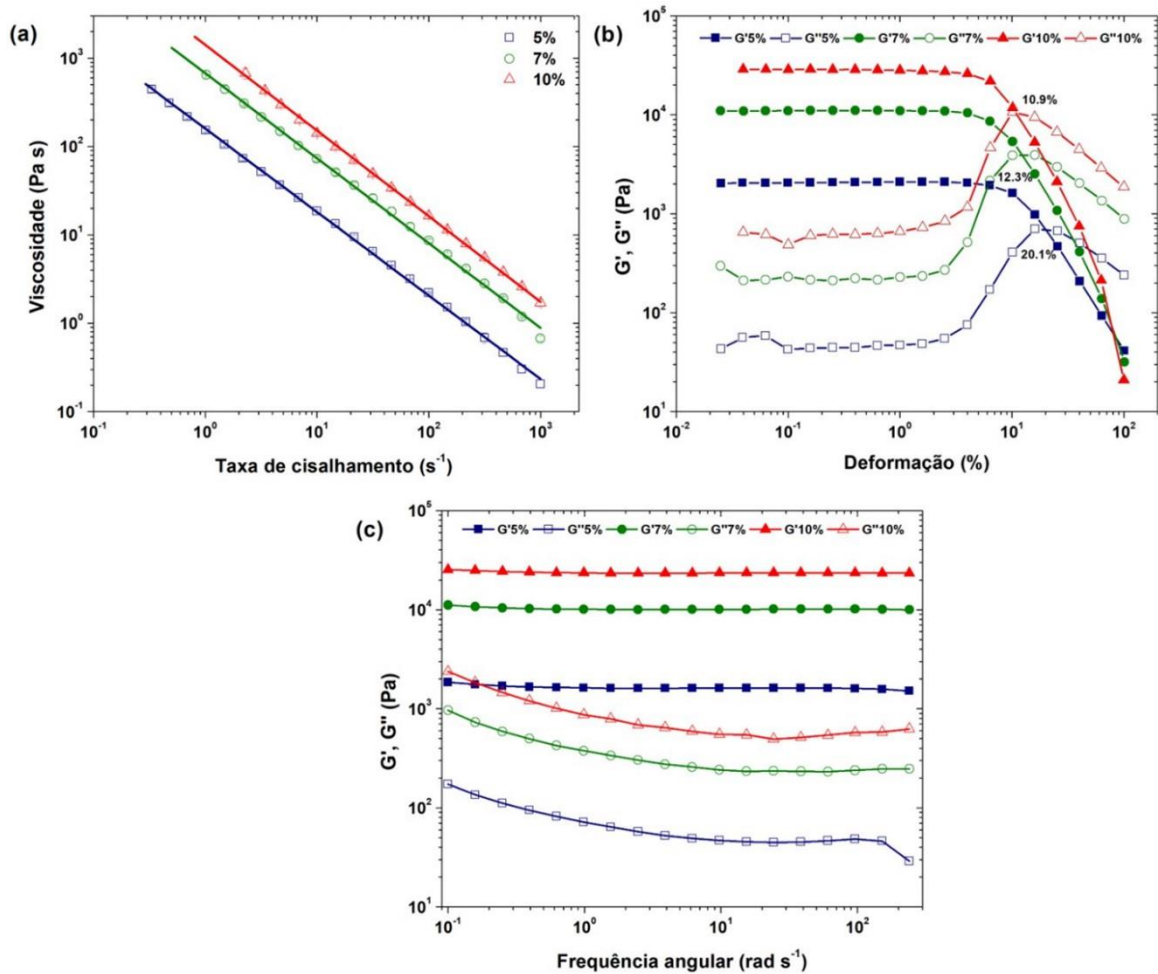 (a)
5%
7%
10%
Viscosidade (Pa s)
10³
10²
10¹
10⁰
10⁻¹
10⁻¹ 10⁰ 10¹ 10² 10³
Taxa de cisalhamento (s⁻¹)
(b)
G'5% G''5% G'7% G''7% G'10% G''10%
10.9%
12.3%
20.1%
G', G'' (Pa)
10⁵
10⁴
10³
10²
10¹
10⁻² 10⁻¹ 10⁰ 10¹ 10²
Deformação (%)
(c)
G'5% G''5% G'7% G''7% G'10% G''10%
G', G'' (Pa)
10⁵
10⁴
10³
10²
10¹
10⁻¹ 10⁰ 10¹ 10²
Frequência angular (rad s⁻¹)